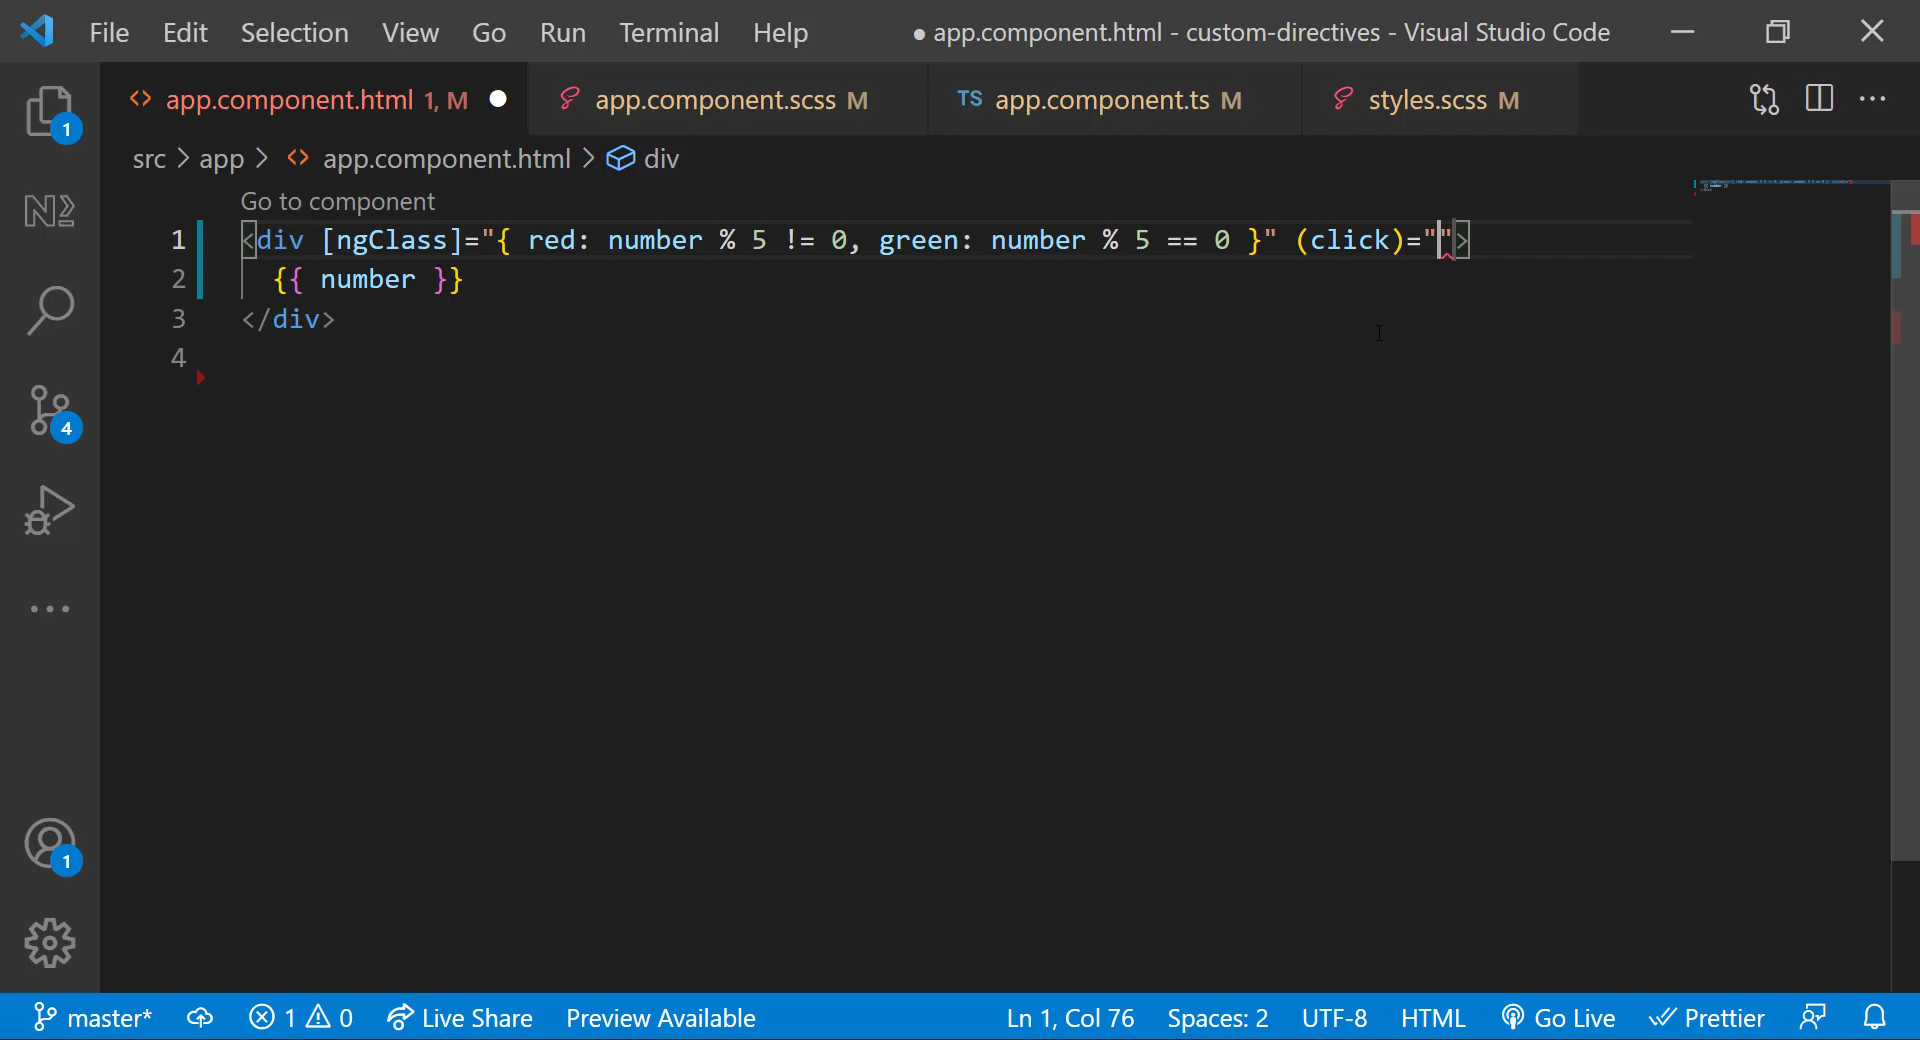 File Edit Selection View Go Run Terminal Help ● app.component.html - custom-directives - Visual Studio Code
<> app.component.html 1, M ● app.component.scss M TS app.component.ts M styles.scss M ...
src > app > <> app.component.html > div
Go to component
1 <div [ngClass]="{ red: number % 5 != 0, green: number % 5 == 0 }" (click)="">
2 {{ number }}
3 </div>
4
1
4
1
master* 1 0 Live Share Preview Available Ln 1, Col 76 Spaces: 2 UTF-8 HTML Go Live Prettier